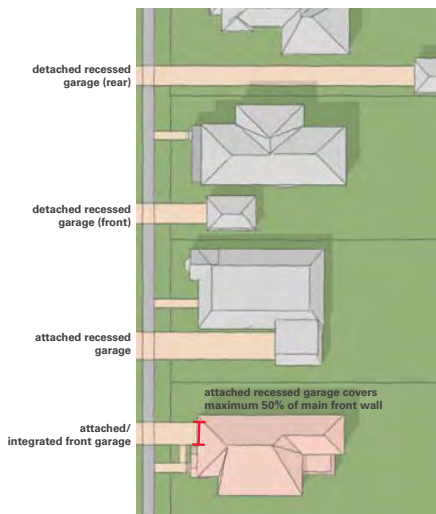 detached recessed
garage (rear)
detached recessed
garage (front)
attached recessed
garage
attached recessed garage covers
maximum 50% of main front wall
attached/
integrated front garage